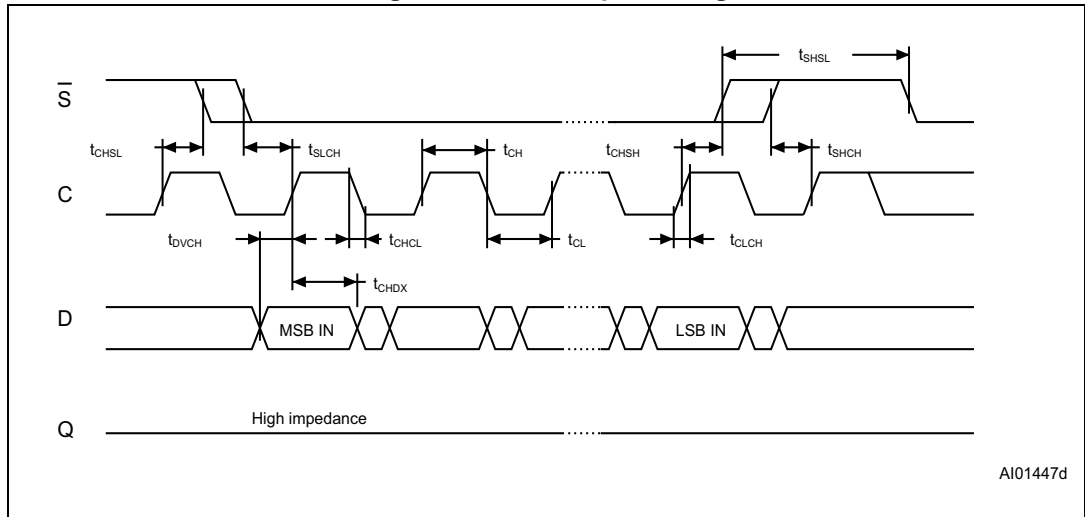 tSHSL
S̅
tCHSL
tSLCH
tCH
tCHSH
tSHCH
C
tDVCH
tCHCL
tCL
tCLCH
tCHDX
D
MSB IN
LSB IN
High impedance
Q
AI01447d